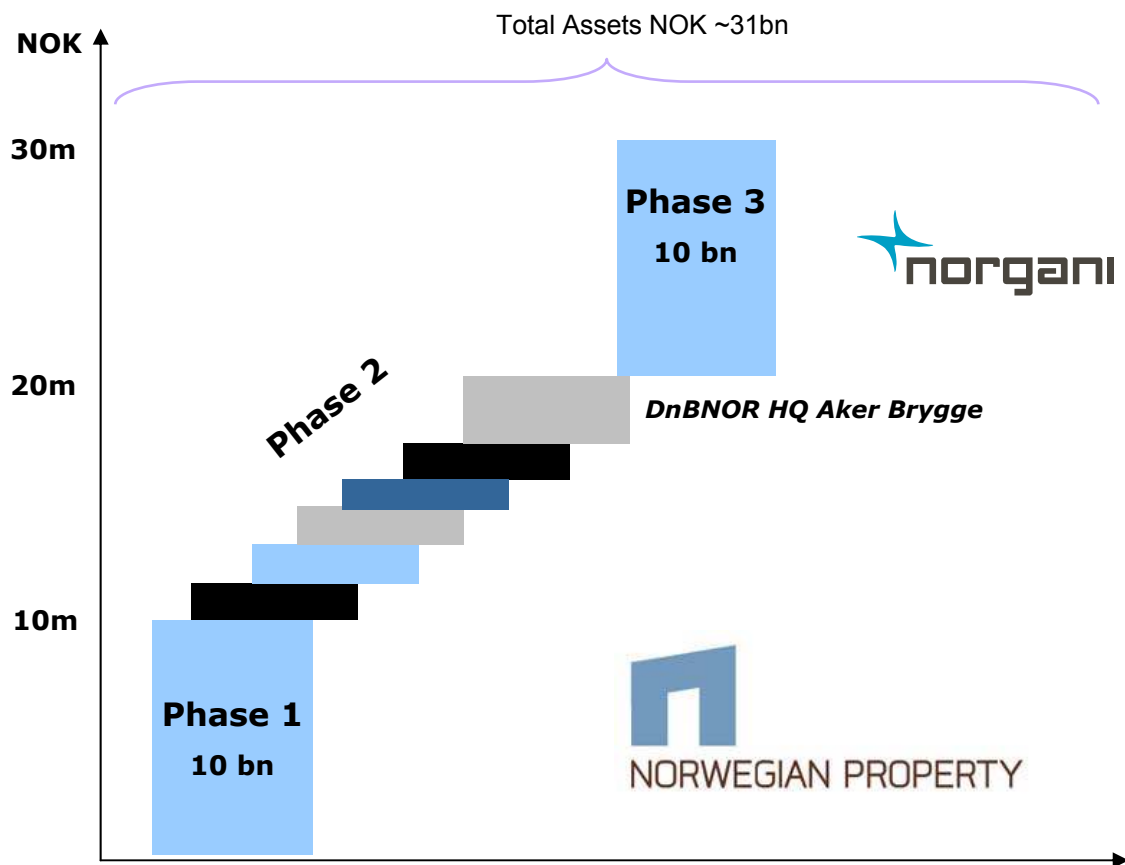 Total Assets NOK ~31bn
NOK
30m
Phase 3
10 bn
norgani
20m
Phase 2
DnBNOR HQ Aker Brygge
10m
Phase 1
10 bn
NORWEGIAN PROPERTY